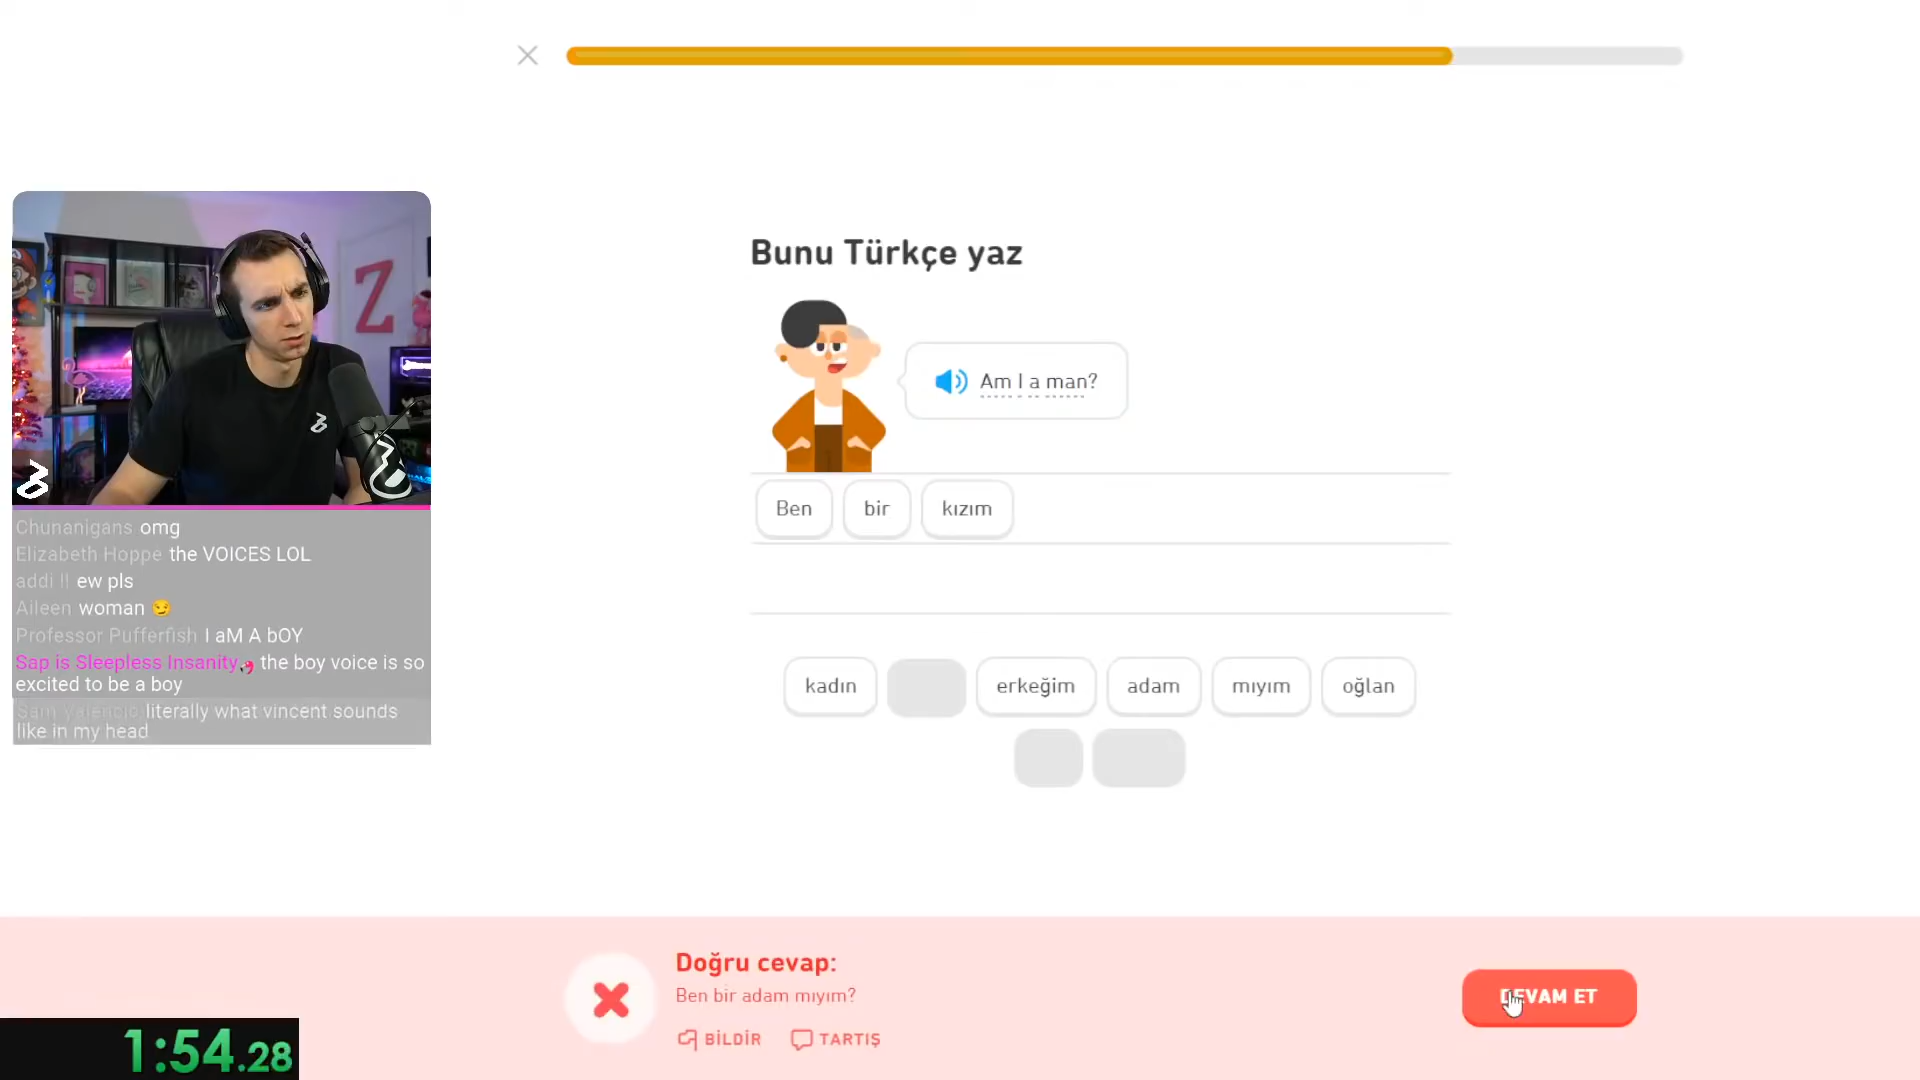 Bunu Türkçe yaz
Am I a man?
Ben bir kızım
kadın erkeğim adam mıyım oğlan
Z
Chunanigans omg
Elizabeth Hoppe the VOICES LOL
addi !! ew pls
Aileen woman 😏
Professor Pufferfish I aM A bOY
Sap is Sleepless Insanity the boy voice is so
excited to be a boy
Sam Valencio literally what vincent sounds
like in my head
Doğru cevap:
Ben bir adam mıyım?
BİLDİR TARTIŞ
DEVAM ET
1:54.28